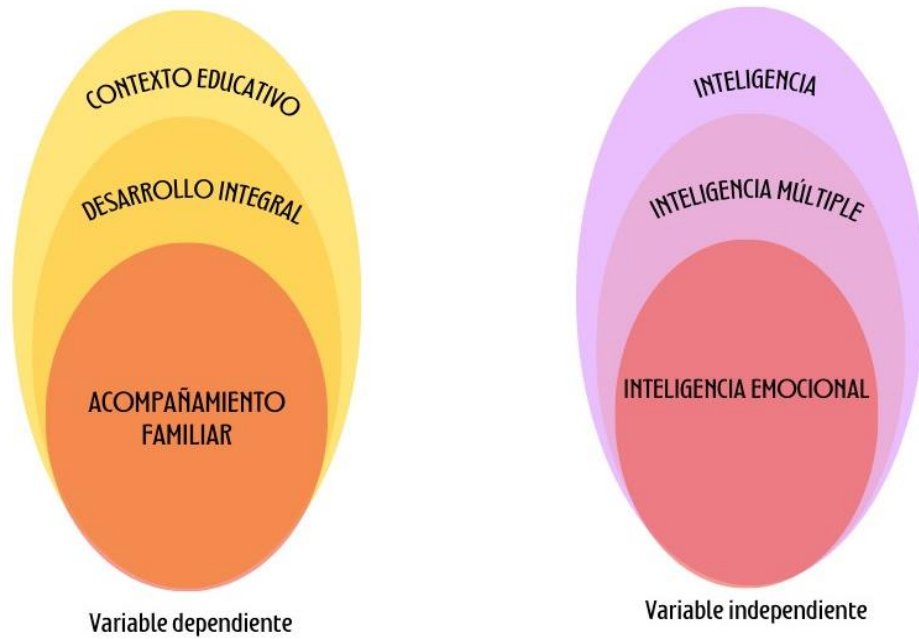 CONTEXTO EDUCATIVO
DESARROLLO INTEGRAL
ACOMPAÑAMIENTO
FAMILIAR
Variable dependiente
INTELIGENCIA
INTELIGENCIA MÚLTIPLE
INTELIGENCIA EMOCIONAL
Variable independiente